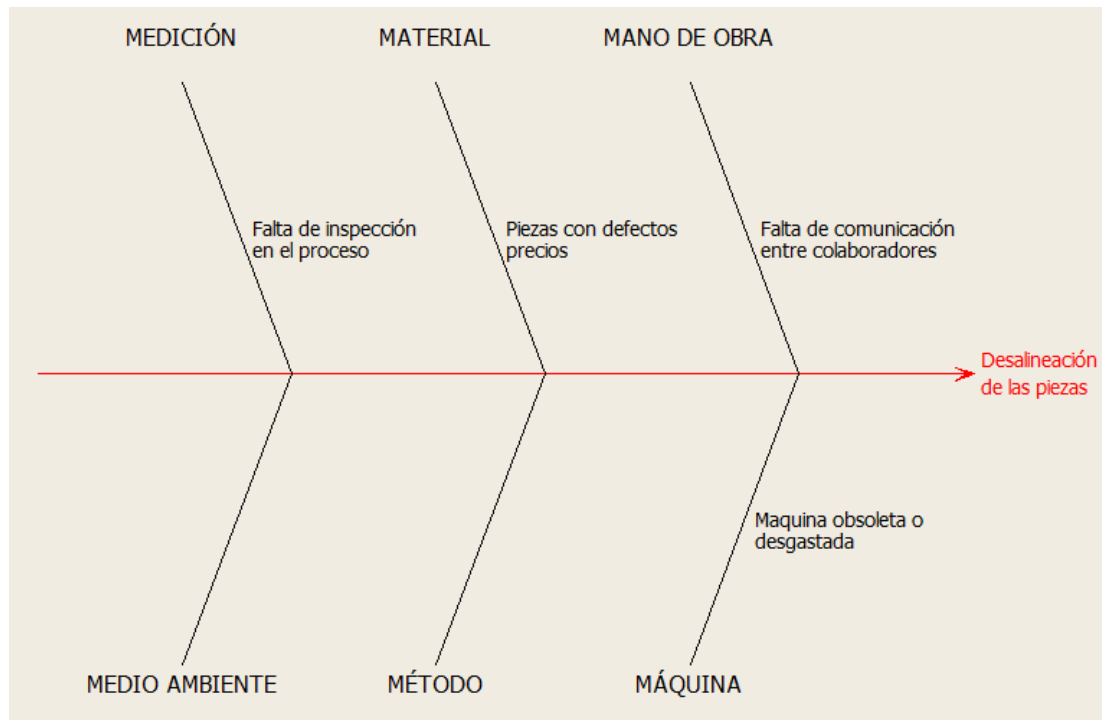 MEDICIÓN
MATERIAL
MANO DE OBRA
Falta de inspección
en el proceso
Piezas con defectos
precios
Falta de comunicación
entre colaboradores
Desalineación
de las piezas
Maquina obsoleta o
desgastada
MEDIO AMBIENTE
MÉTODO
MÁQUINA